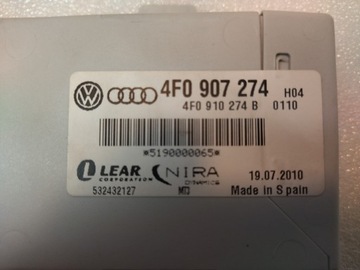 4F0 907 274 H04
4F0 910 274 B 0110
*5190000065*
LEAR NIRA 19.07.2010
CORPORATION DYNAMICS
532432127 MTI Made in Spain